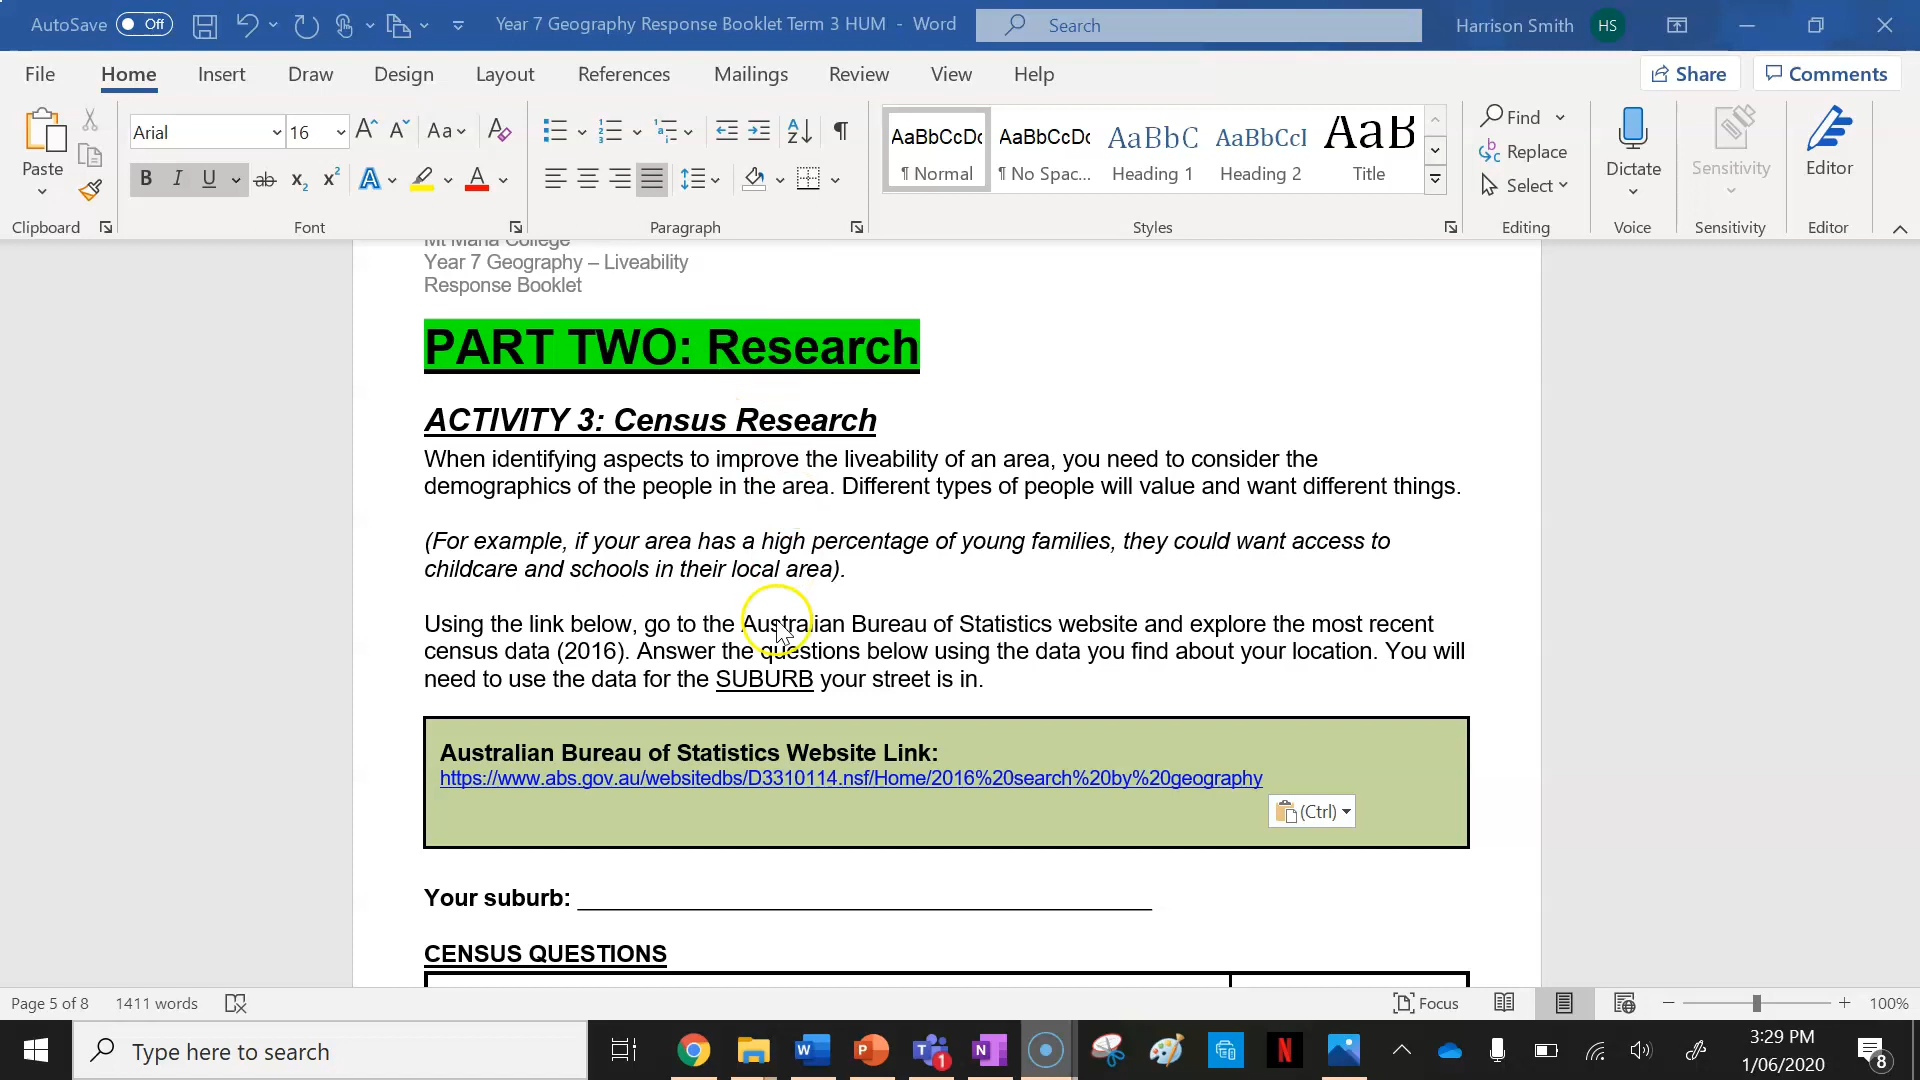 AutoSave Off Year 7 Geography Response Booklet Term 3 HUM - Word Search Harrison Smith HS
File Home Insert Draw Design Layout References Mailings Review View Help Share Comments
Arial 16 Aa AaBbCcDc AaBbCcDc AaBbC AaBbCcI AaB Find
Replace
Paste ¶ Normal ¶ No Spac... Heading 1 Heading 2 Title Select Dictate Sensitivity Editor
Clipboard Font Paragraph Styles Editing Voice Sensitivity Editor
Mt Maria College
Year 7 Geography – Liveability
Response Booklet
PART TWO: Research
ACTIVITY 3: Census Research
When identifying aspects to improve the liveability of an area, you need to consider the
demographics of the people in the area. Different types of people will value and want different things.
(For example, if your area has a high percentage of young families, they could want access to
childcare and schools in their local area).
Using the link below, go to the Australian Bureau of Statistics website and explore the most recent
census data (2016). Answer the questions below using the data you find about your location. You will
need to use the data for the SUBURB your street is in.
Australian Bureau of Statistics Website Link:
https://www.abs.gov.au/websitedbs/D3310114.nsf/Home/2016%20search%20by%20geography
(Ctrl)
Your suburb: ___________________________________________
CENSUS QUESTIONS
Page 5 of 8 1411 words Focus 100%
Type here to search 1 3:29 PM
1/06/2020 8